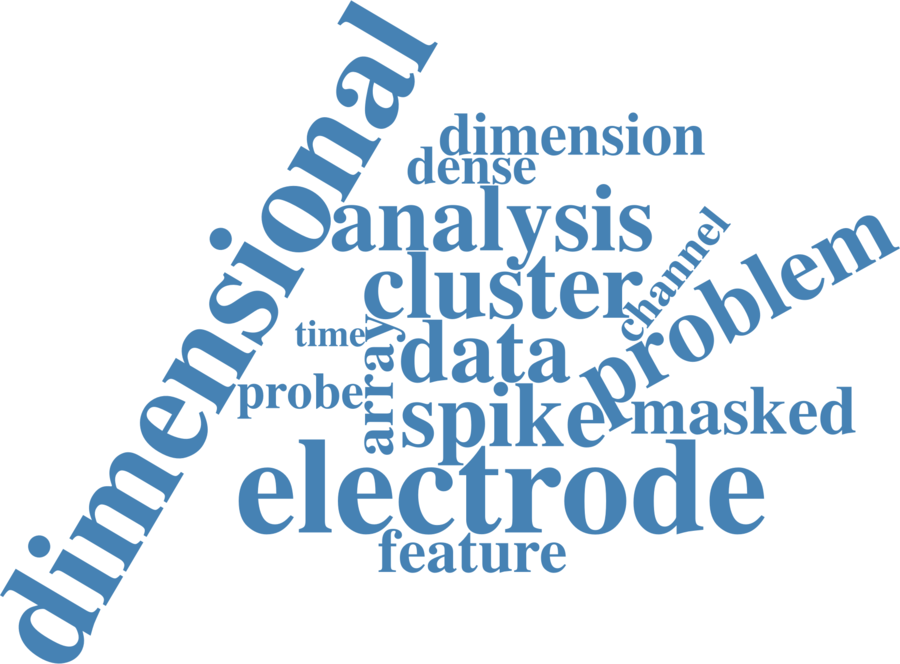 dimensional
dimension
dense
analysis
channel
problem
cluster
time
array
data
probe
spike
masked
electrode
feature